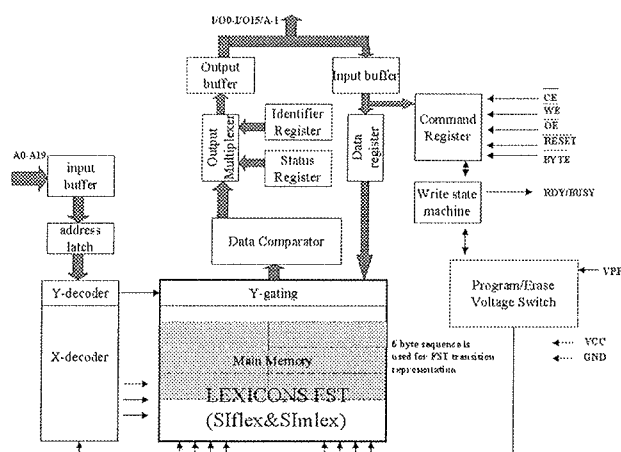 I/O0-I/O15/A-1
Output
buffer
Input buffer
Identifier
Register
Output
Multiplexer
Status
Register
Data
register
Command
Register
CE
WE
OE
RESET
BYTE
A0-A19
input
buffer
Write state
machine
RDY/BUSY
address
latch
Data Comparator
Y-decoder
Y-gating
Program/Erase
Voltage Switch
VPP
X-decoder
Main Memory
6 byte sequence is
used for FST transition
representation
VCC
GND
LEXICONS FST
(SIflex&SImlex)